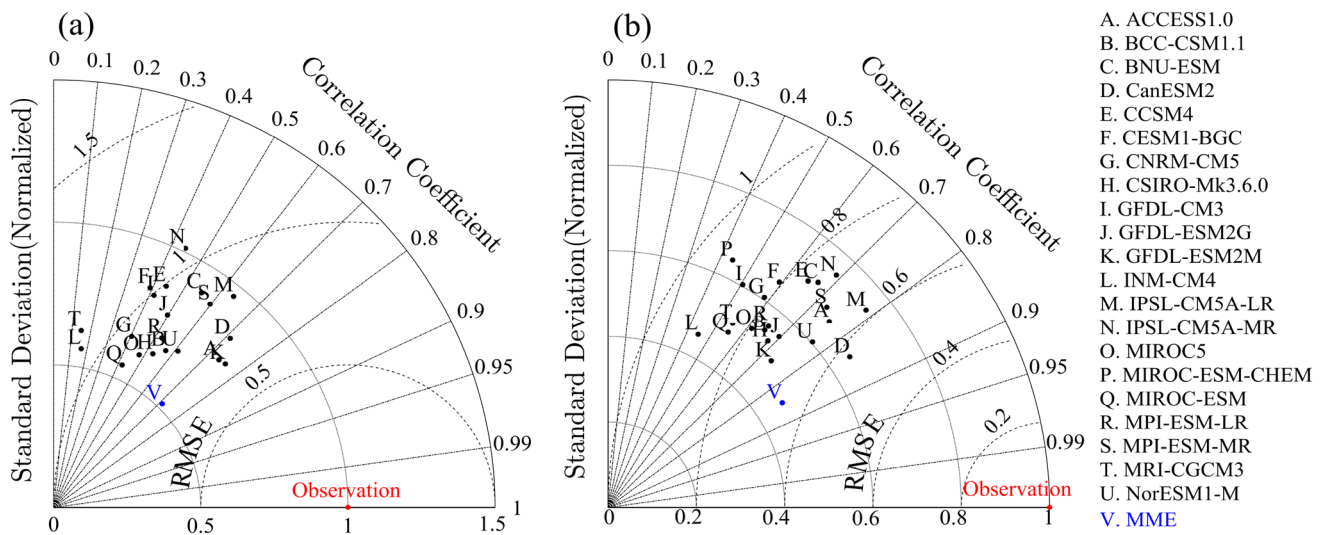 (a)
Standard Deviation(Normalized)
Correlation Coefficient
0 0.1 0.2 0.3 0.4 0.5 0.6 0.7 0.8 0.9 0.95 0.99 1
1.5
1
0.5
RMSE
N
F I E C S M
J
T
L
G R
Q O H B U
D
A K
V
Observation
0 0.5 1 1.5
(b)
Standard Deviation(Normalized)
Correlation Coefficient
0 0.1 0.2 0.3 0.4 0.5 0.6 0.7 0.8 0.9 0.95 0.99
1
0.8
0.6
0.4
0.2
RMSE
P
I F E C N
G
S M
A
L T Q O R B
H J U
K D
V
Observation
0 0.2 0.4 0.6 0.8 1
A. ACCESS1.0
B. BCC-CSM1.1
C. BNU-ESM
D. CanESM2
E. CCSM4
F. CESM1-BGC
G. CNRM-CM5
H. CSIRO-Mk3.6.0
I. GFDL-CM3
J. GFDL-ESM2G
K. GFDL-ESM2M
L. INM-CM4
M. IPSL-CM5A-LR
N. IPSL-CM5A-MR
O. MIROC5
P. MIROC-ESM-CHEM
Q. MIROC-ESM
R. MPI-ESM-LR
S. MPI-ESM-MR
T. MRI-CGCM3
U. NorESM1-M
V. MME